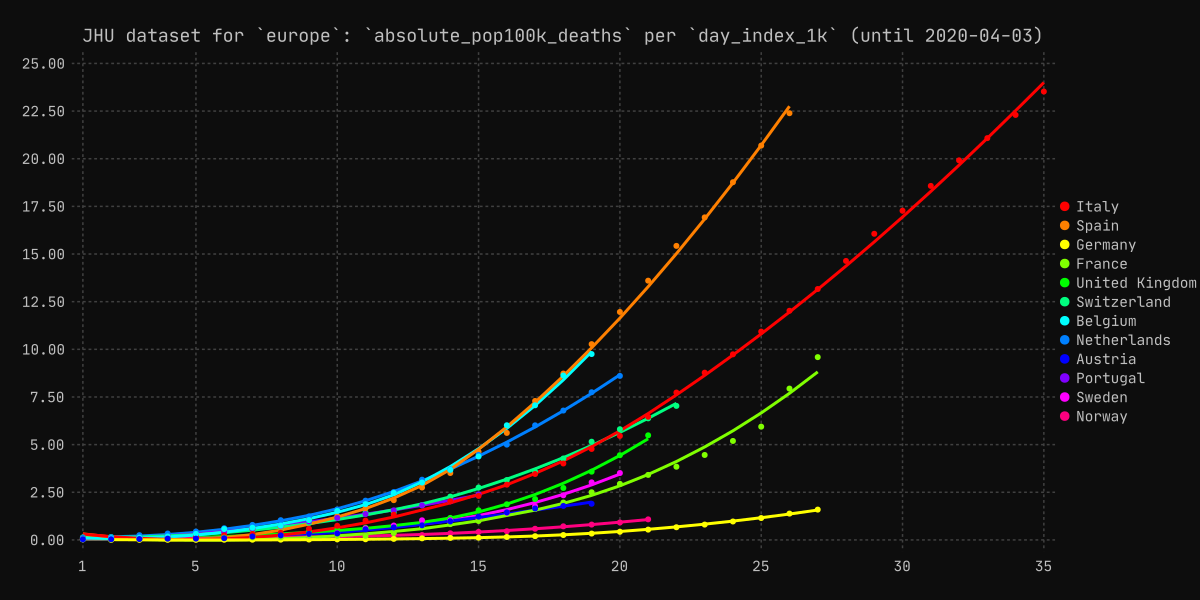 JHU dataset for `europe`: `absolute_pop100k_deaths` per `day_index_1k` (until 2020-04-03)
25.00
22.50
20.00
17.50
15.00
12.50
10.00
7.50
5.00
2.50
0.00
1 5 10 15 20 25 30 35
Italy
Spain
Germany
France
United Kingdom
Switzerland
Belgium
Netherlands
Austria
Portugal
Sweden
Norway